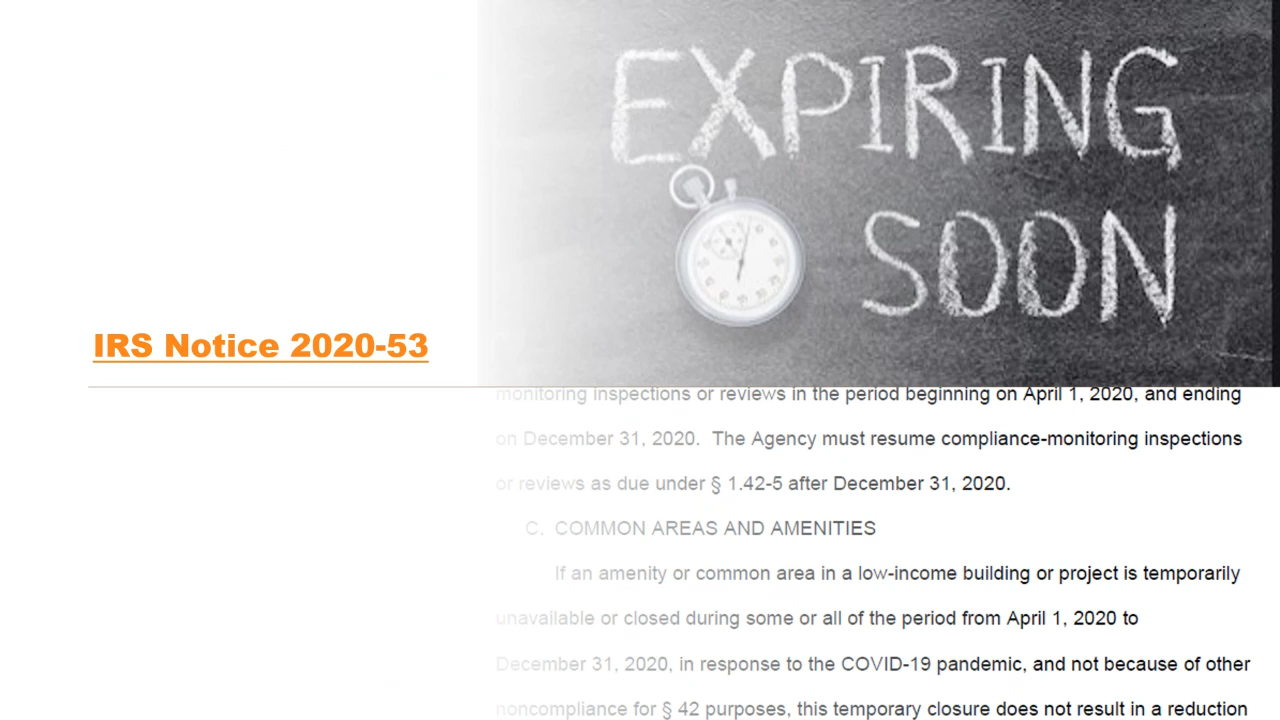 EXPIRING
SOON
IRS Notice 2020-53
monitoring inspections or reviews in the period beginning on April 1, 2020, and ending
on December 31, 2020.  The Agency must resume compliance-monitoring inspections
or reviews as due under § 1.42-5 after December 31, 2020.
C.  COMMON AREAS AND AMENITIES
If an amenity or common area in a low-income building or project is temporarily
unavailable or closed during some or all of the period from April 1, 2020 to
December 31, 2020, in response to the COVID-19 pandemic, and not because of other
noncompliance for § 42 purposes, this temporary closure does not result in a reduction